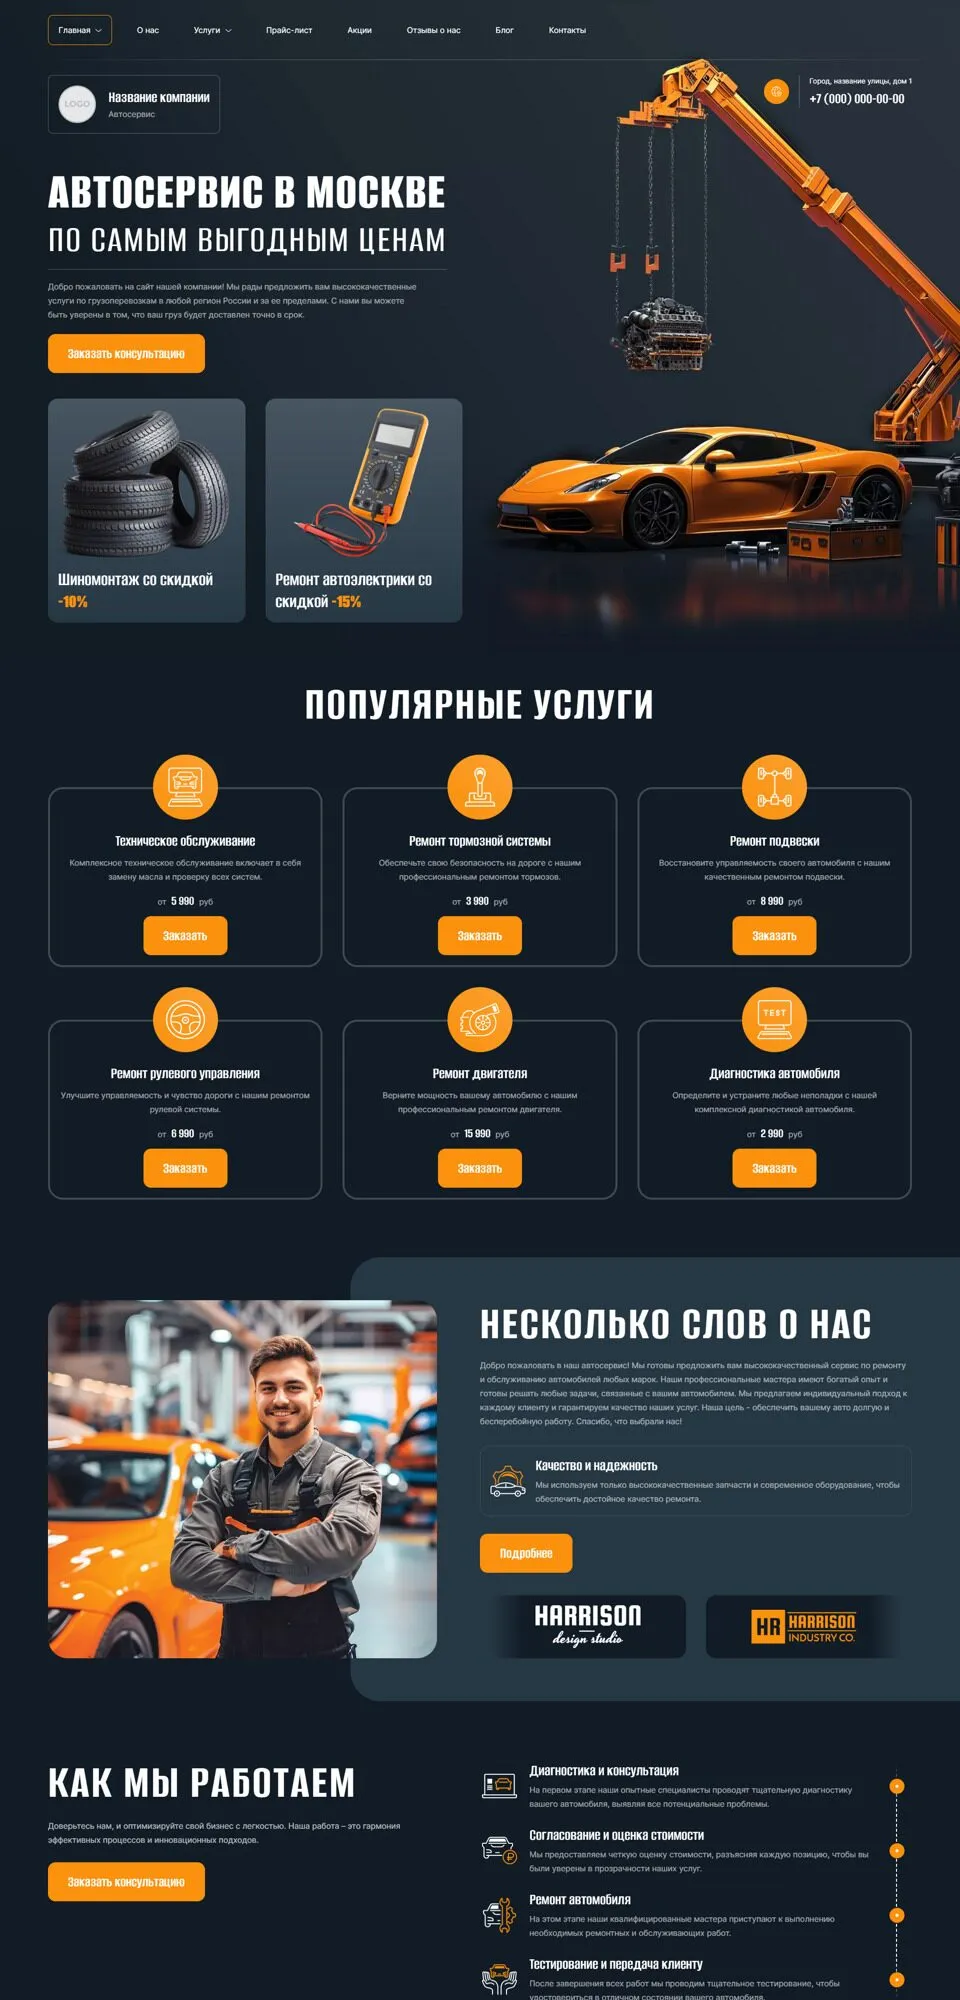 Главная
О нас
Услуги
Прайс-лист
Акции
Отзывы о нас
Блог
Контакты
LOGO
Название компании
Автосервис
Город, название улицы, дом 1
+7 (000) 000-00-00
АВТОСЕРВИС В МОСКВЕ
ПО САМЫМ ВЫГОДНЫМ ЦЕНАМ
Добро пожаловать на сайт нашей компании! Мы рады предложить вам высококачественные
услуги по грузоперевозкам в любой регион России и за ее пределами. С нами вы можете
быть уверены в том, что ваш груз будет доставлен точно в срок.
Заказать консультацию
Шиномонтаж со скидкой
-10%
Ремонт автоэлектрики со
скидкой -15%
ПОПУЛЯРНЫЕ УСЛУГИ
Техническое обслуживание
Комплексное техническое обслуживание включает в себя
замену масла и проверку всех систем.
от 5 990 руб
Заказать
Ремонт тормозной системы
Обеспечьте свою безопасность на дороге с нашим
профессиональным ремонтом тормозов.
от 3 990 руб
Заказать
Ремонт подвески
Восстановите управляемость своего автомобиля с нашим
качественным ремонтом подвески.
от 8 990 руб
Заказать
Ремонт рулевого управления
Улучшите управляемость и чувство дороги с нашим ремонтом
рулевой системы.
от 6 990 руб
Заказать
Ремонт двигателя
Верните мощность вашему автомобилю с нашим
профессиональным ремонтом двигателя.
от 15 990 руб
Заказать
TEST
Диагностика автомобиля
Определите и устраните любые неполадки с нашей
комплексной диагностикой автомобиля.
от 2 990 руб
Заказать
НЕСКОЛЬКО СЛОВ О НАС
Добро пожаловать в наш автосервис! Мы готовы предложить вам высококачественный сервис по ремонту
и обслуживанию автомобилей любых марок. Наши профессиональные мастера имеют богатый опыт и
готовы решать любые задачи, связанные с вашим автомобилем. Мы предлагаем индивидуальный подход к
каждому клиенту и гарантируем качество наших услуг. Наша цель - обеспечить вашему авто долгую и
бесперебойную работу. Спасибо, что выбрали нас!
Качество и надежность
Мы используем только высококачественные запчасти и современное оборудование, чтобы
обеспечить достойное качество ремонта.
Подробнее
HARRISON
design studio
HR HARRISON
INDUSTRY CO.
КАК МЫ РАБОТАЕМ
Доверьтесь нам, и оптимизируйте свой бизнес с легкостью. Наша работа – это гармония
эффективных процессов и инновационных подходов.
Заказать консультацию
Диагностика и консультация
На первом этапе наши опытные специалисты проводят тщательную диагностику
вашего автомобиля, выявляя все потенциальные проблемы.
Согласование и оценка стоимости
Мы предоставляем четкую оценку стоимости, разъясняя каждую позицию, чтобы вы
были уверены в прозрачности наших услуг.
Ремонт автомобиля
На этом этапе наши квалифицированные мастера приступают к выполнению
необходимых ремонтных и обслуживающих работ.
Тестирование и передача клиенту
После завершения всех работ мы проводим тщательное тестирование, чтобы
удостовериться в отличном состоянии вашего автомобиля.